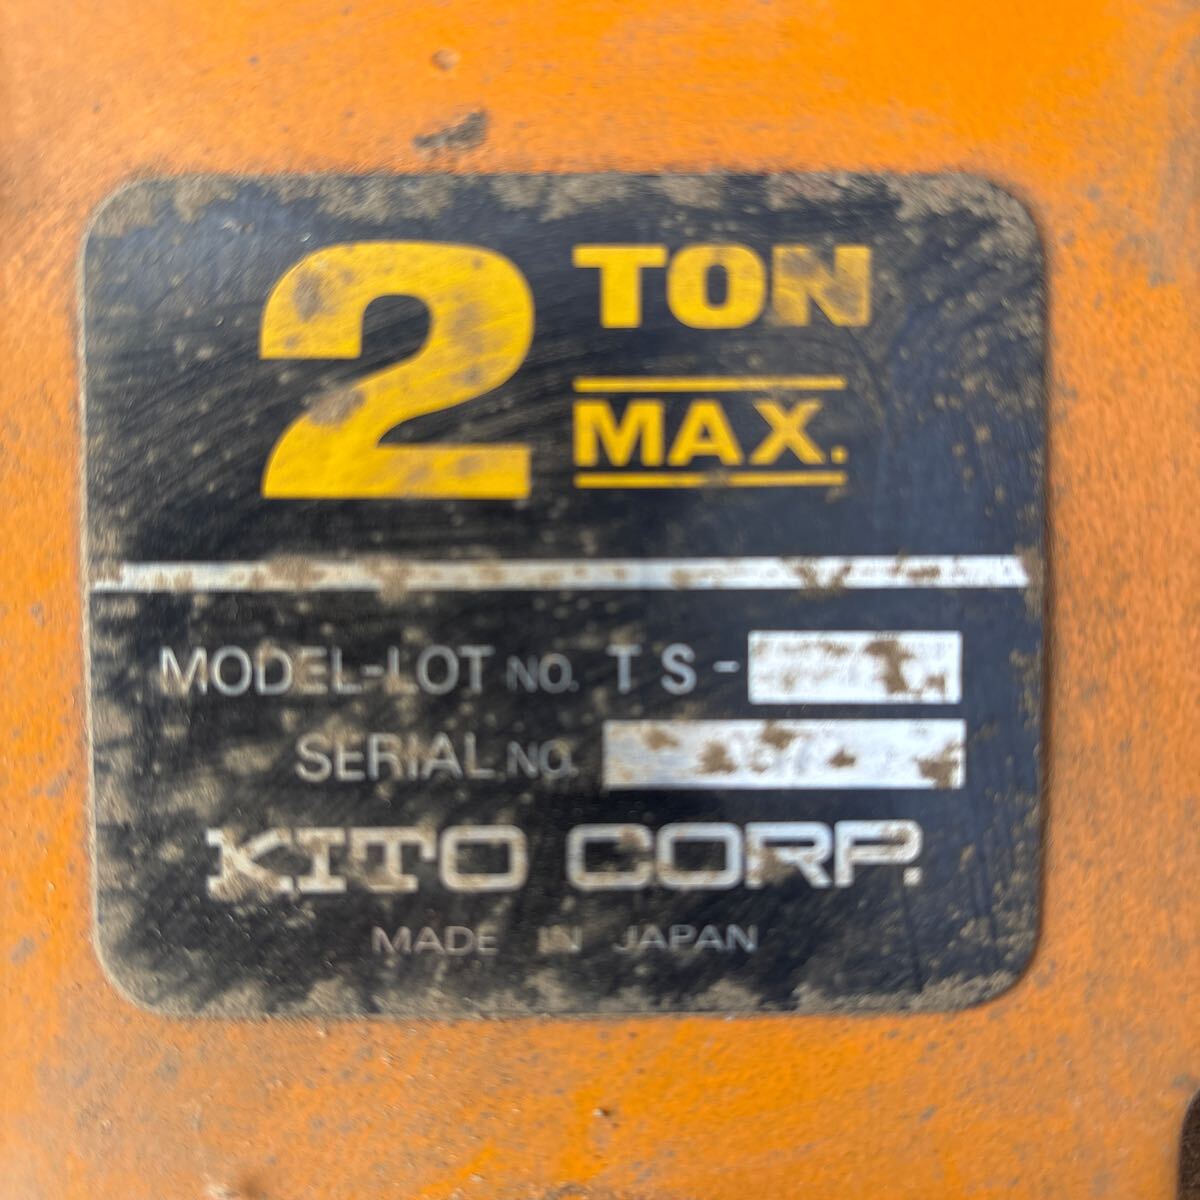 2 TON
MAX.
MODEL-LOT NO. TS-
SERIAL NO.
KITO CORP.
MADE IN JAPAN